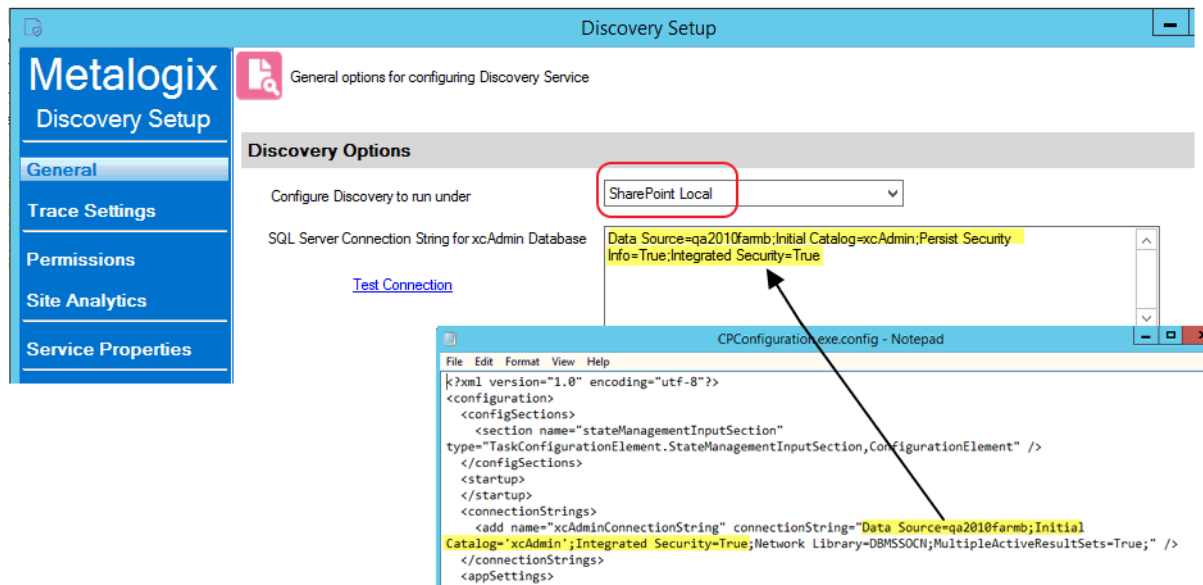 Discovery Setup
Metalogix
Discovery Setup
General
Trace Settings
Permissions
Site Analytics
Service Properties
General options for configuring Discovery Service
Discovery Options
Configure Discovery to run under
SharePoint Local
SQL Server Connection String for xcAdmin Database
Data Source=qa2010farmb;Initial Catalog=xcAdmin;Persist Security
Info=True;Integrated Security=True
Test Connection
CPConfiguration.exe.config - Notepad
File Edit Format View Help
<?xml version="1.0" encoding="utf-8"?>
<configuration>
<configSections>
<section name="stateManagementInputSection"
type="TaskConfigurationElement.StateManagementInputSection,ConfigurationElement" />
</configSections>
<startup>
</startup>
<connectionStrings>
<add name="xcAdminConnectionString" connectionString="Data Source=qa2010farmb;Initial
Catalog='xcAdmin';Integrated Security=True;Network Library=DBMSSOCN;MultipleActiveResultSets=True;" />
</connectionStrings>
<appSettings>